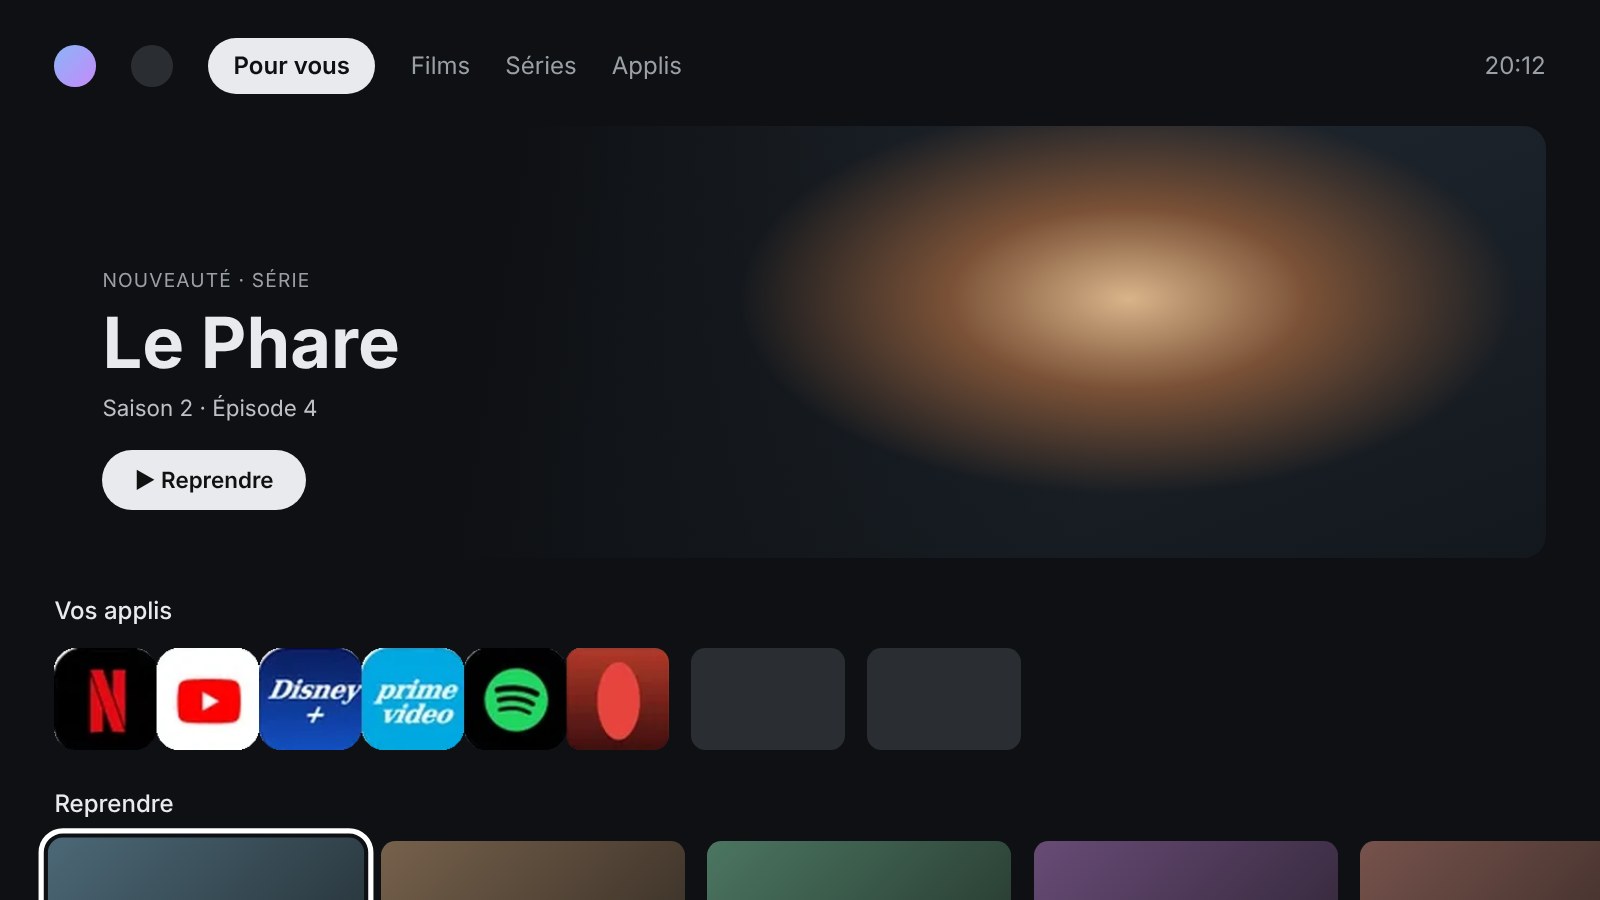 Pour vous
Films
Séries
Applis
20:12
NOUVEAUTÉ · SÉRIE
Le Phare
Saison 2 · Épisode 4
Reprendre
Vos applis
N
Disney
+
prime
video
Reprendre